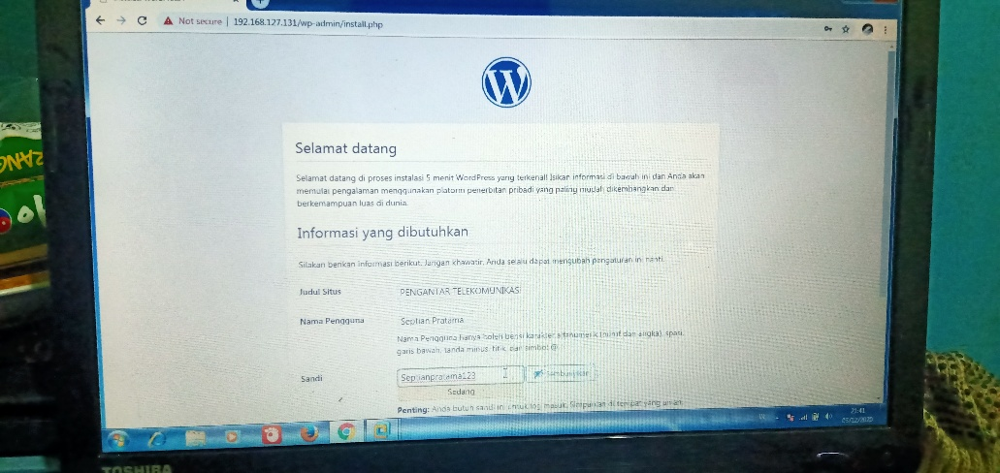 Not secure | 192.168.127.131/wp-admin/install.php
Selamat datang
Selamat datang di proses instalasi 5 menit WordPress yang terkenal! Isikan informasi di bawah ini dan Anda akan
memulai pengalaman menggunakan platform penerbitan pribadi yang paling mudah dikembangkan dan
berkemampuan luas di dunia.
Informasi yang dibutuhkan
Silakan berikan informasi berikut. Jangan khawatir, Anda selalu dapat mengubah pengaturan ini nanti.
Judul Situs PENGANTAR TELEKOMUNIKASI
Nama Pengguna Septian Pratama
Nama Pengguna hanya boleh berisi karakter alfanumerik (huruf dan angka), spasi,
garis bawah, tanda minus, titik, dan simbol @.
Sandi Septianpratama123 Sembunyikan
Sedang
Penting: Anda butuh sandi ini untuk log masuk. Simpanlah di tempat yang aman.
21:41
TOSHIBA